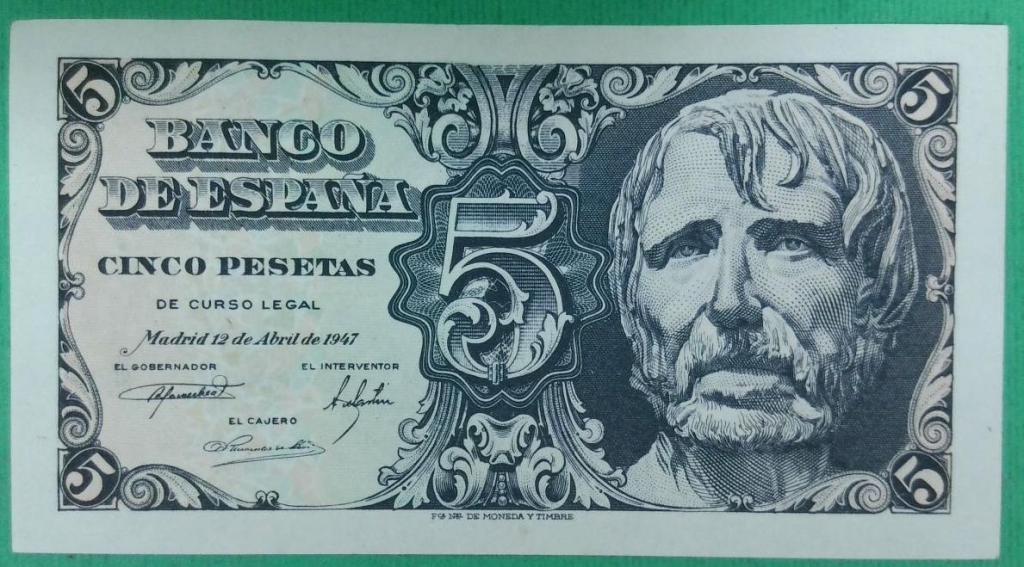 5 5
BANCO
DE ESPAÑA
5
CINCO PESETAS
DE CURSO LEGAL
Madrid 12 de Abril de 1947
EL GOBERNADOR EL INTERVENTOR
EL CAJERO
5 5
FCA NAL DE MONEDA Y TIMBRE